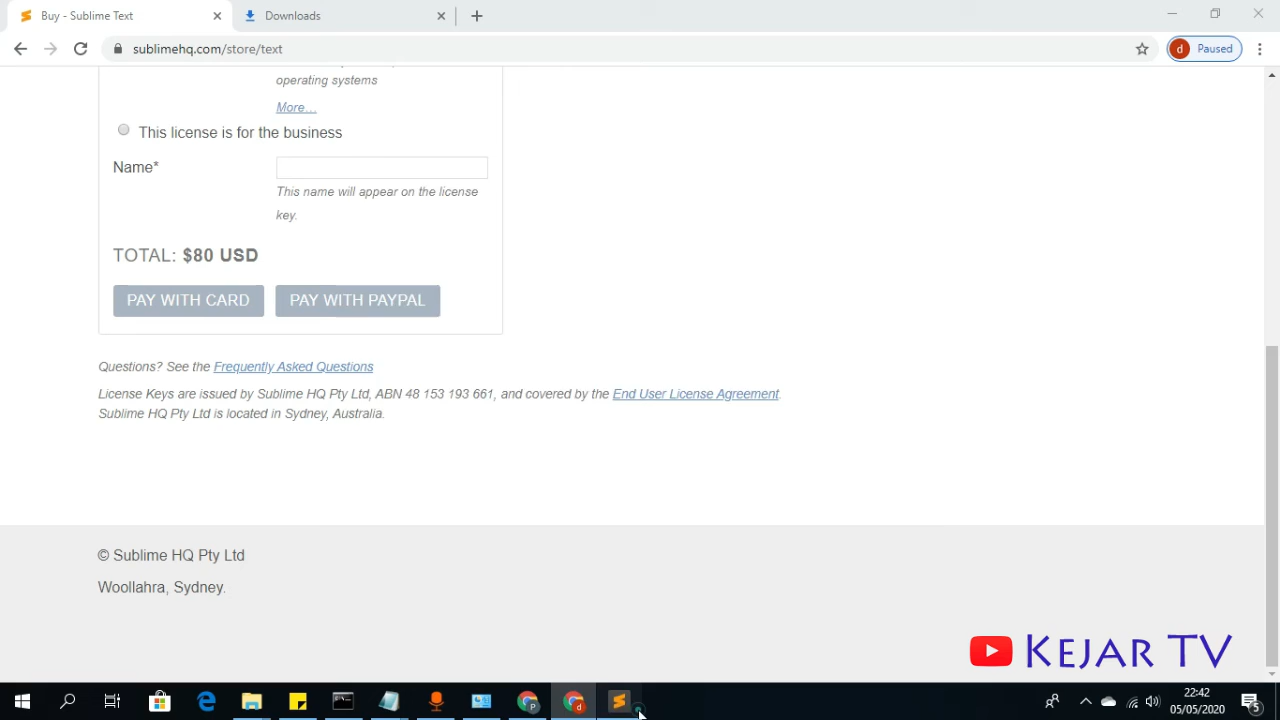 Buy - Sublime Text
Downloads
sublimehq.com/store/text
d
Paused
operating systems
More...
This license is for the business
Name*
This name will appear on the license
key.
TOTAL: $80 USD
PAY WITH CARD
PAY WITH PAYPAL
Questions? See the Frequently Asked Questions
License Keys are issued by Sublime HQ Pty Ltd, ABN 48 153 193 661, and covered by the End User License Agreement.
Sublime HQ Pty Ltd is located in Sydney, Australia.
© Sublime HQ Pty Ltd
Woollahra, Sydney.
KEJAR TV
P
d
22:42
05/05/2020
5